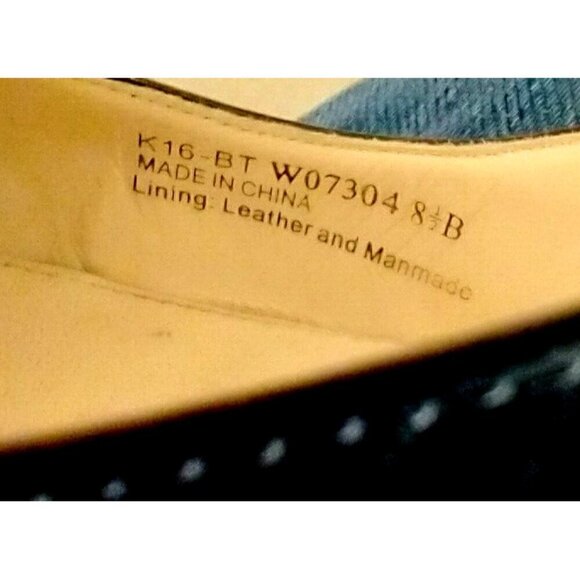 K16-BT W07304 8½B
MADE IN CHINA
Lining: Leather and Manmade